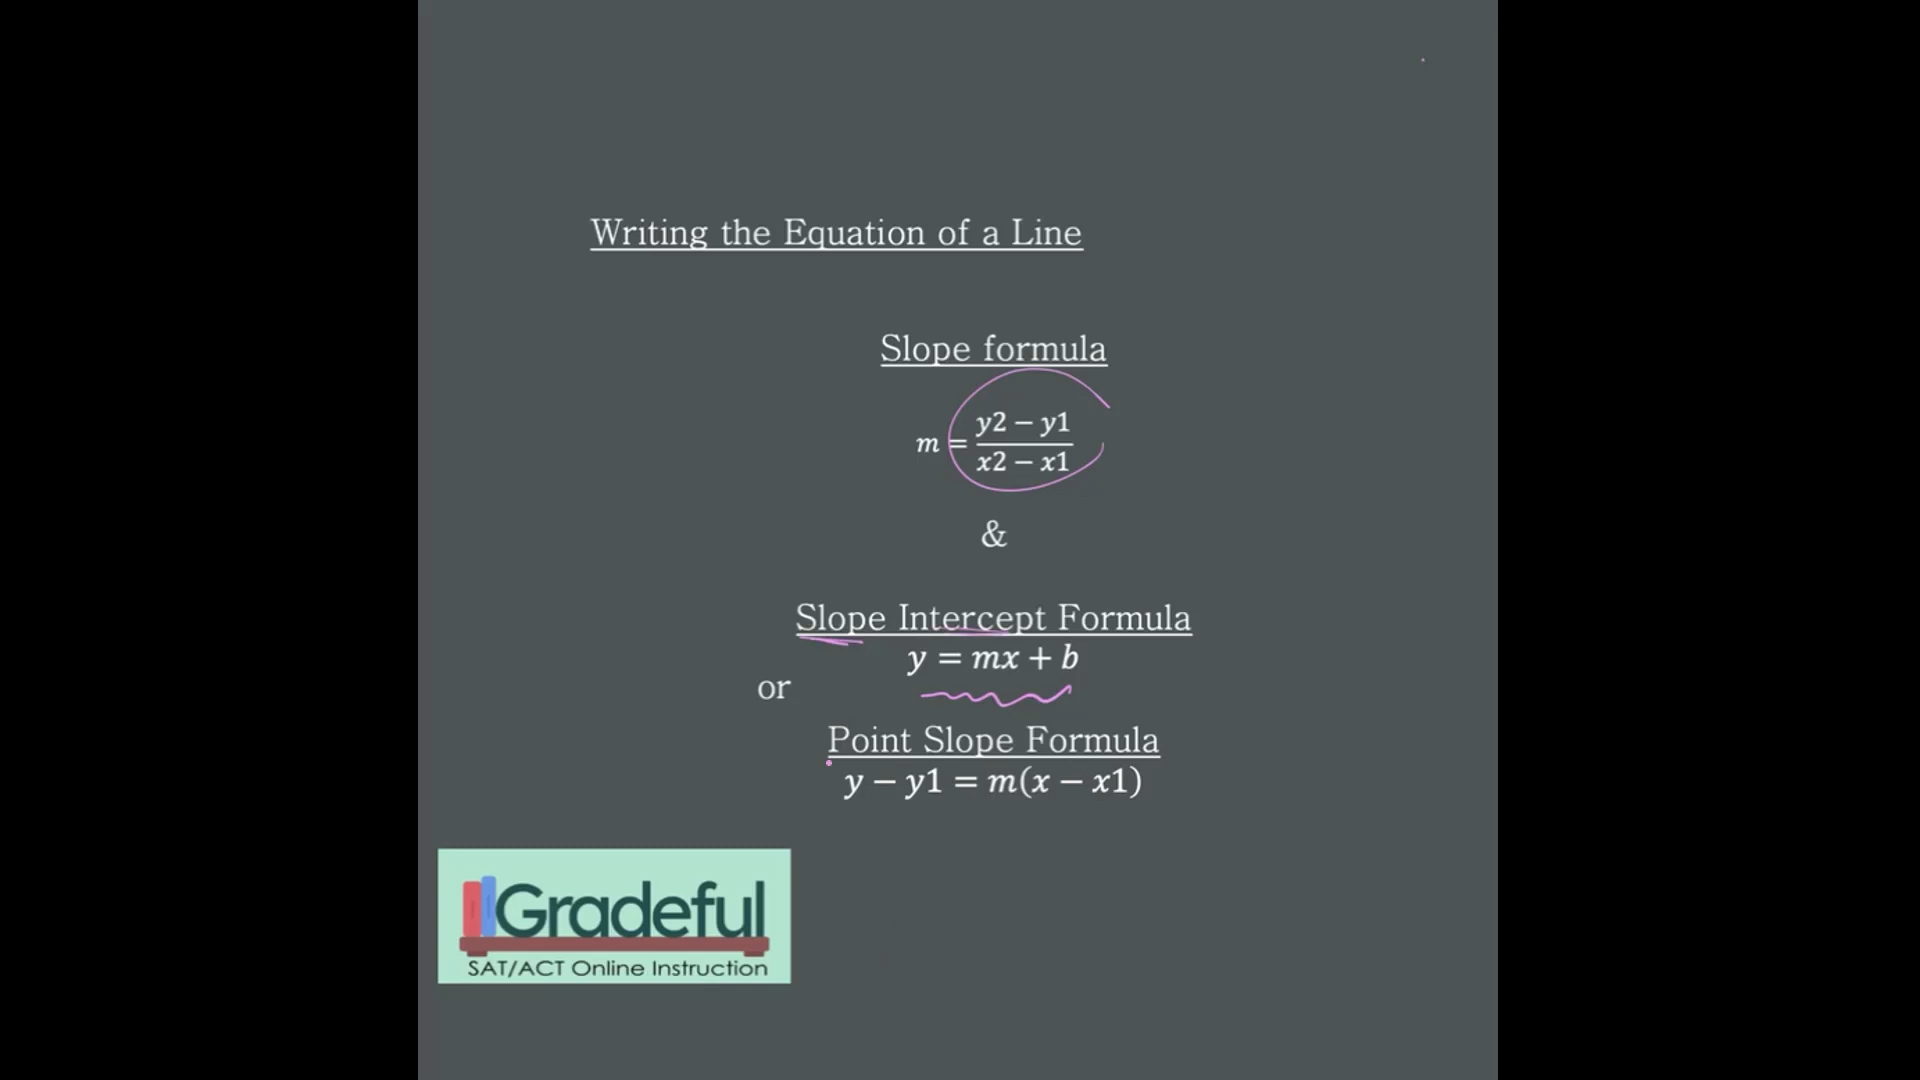 Writing the Equation of a Line
Slope formula
m = y2 − y1 / x2 − x1
&
Slope Intercept Formula
y = mx + b
or
Point Slope Formula
y − y1 = m(x − x1)
Gradeful
SAT/ACT Online Instruction